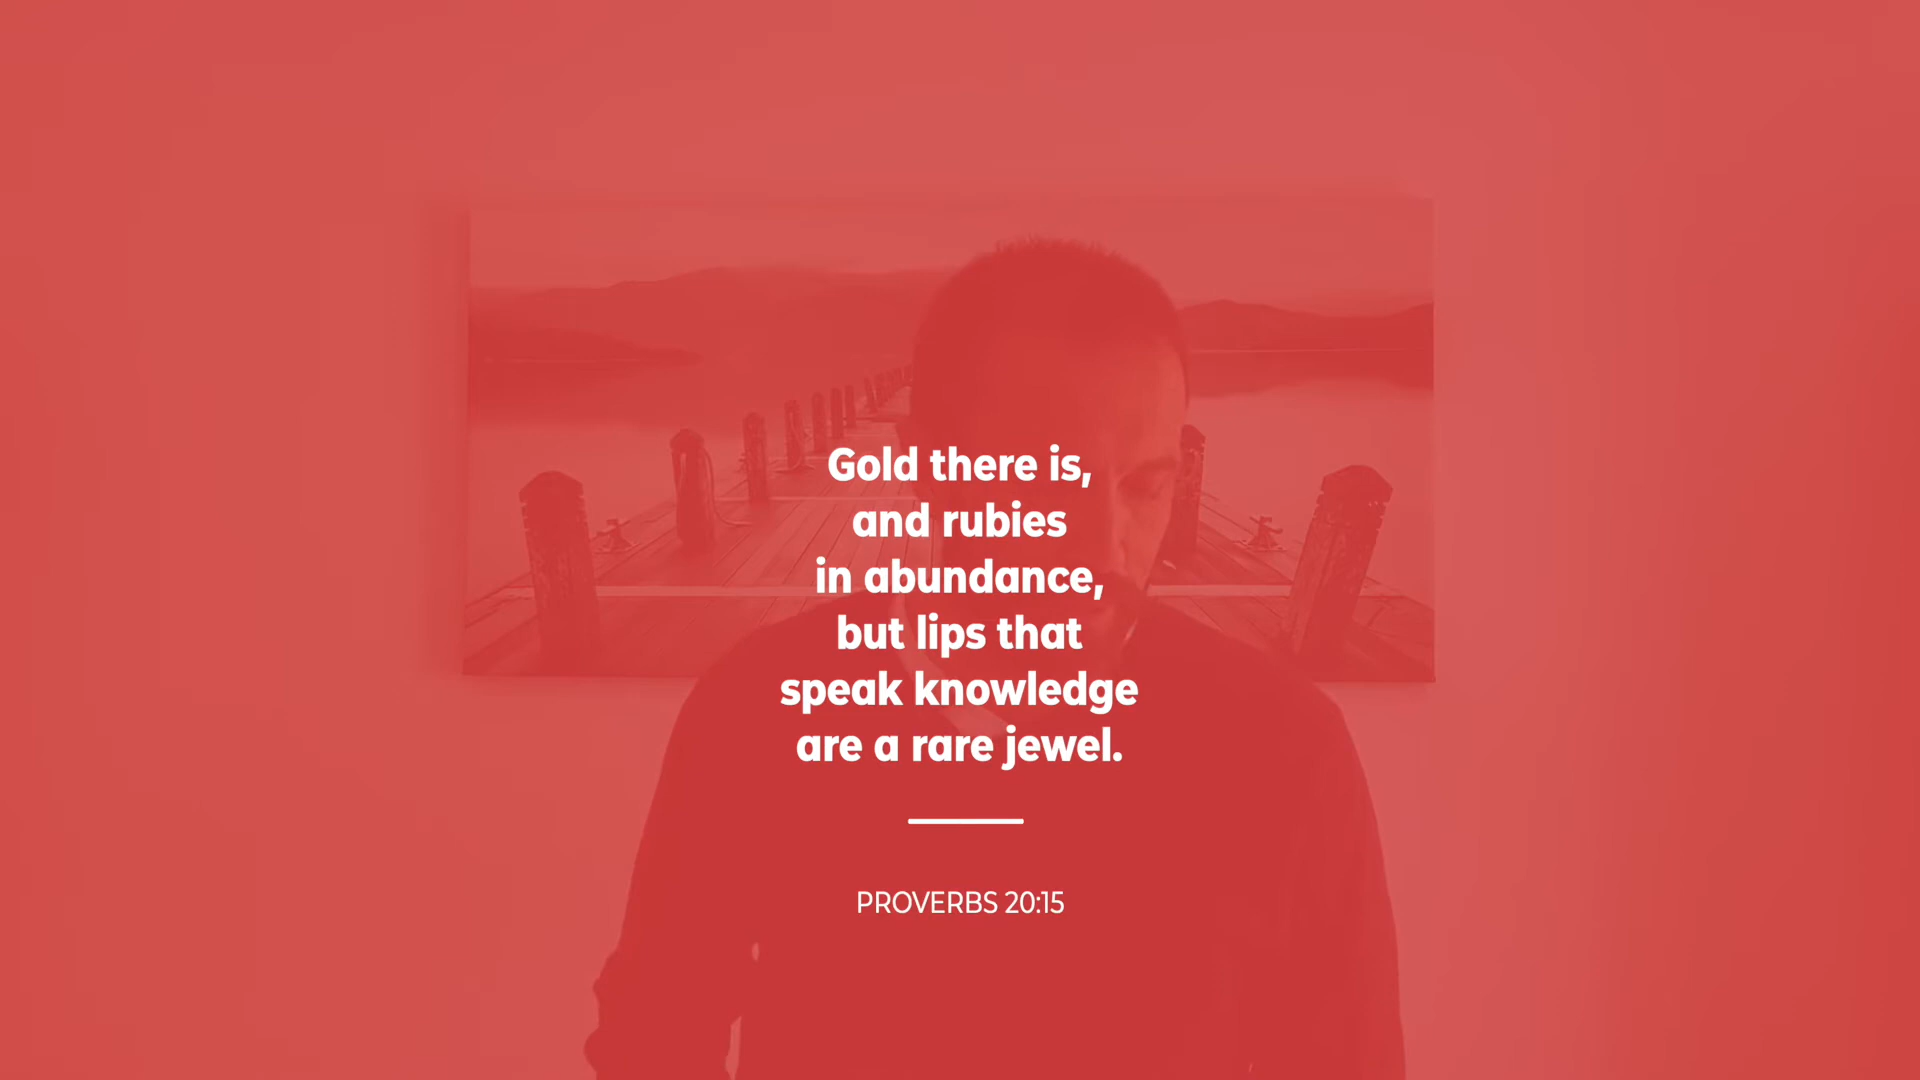 Gold there is,
and rubies
in abundance,
but lips that
speak knowledge
are a rare jewel.
PROVERBS 20:15